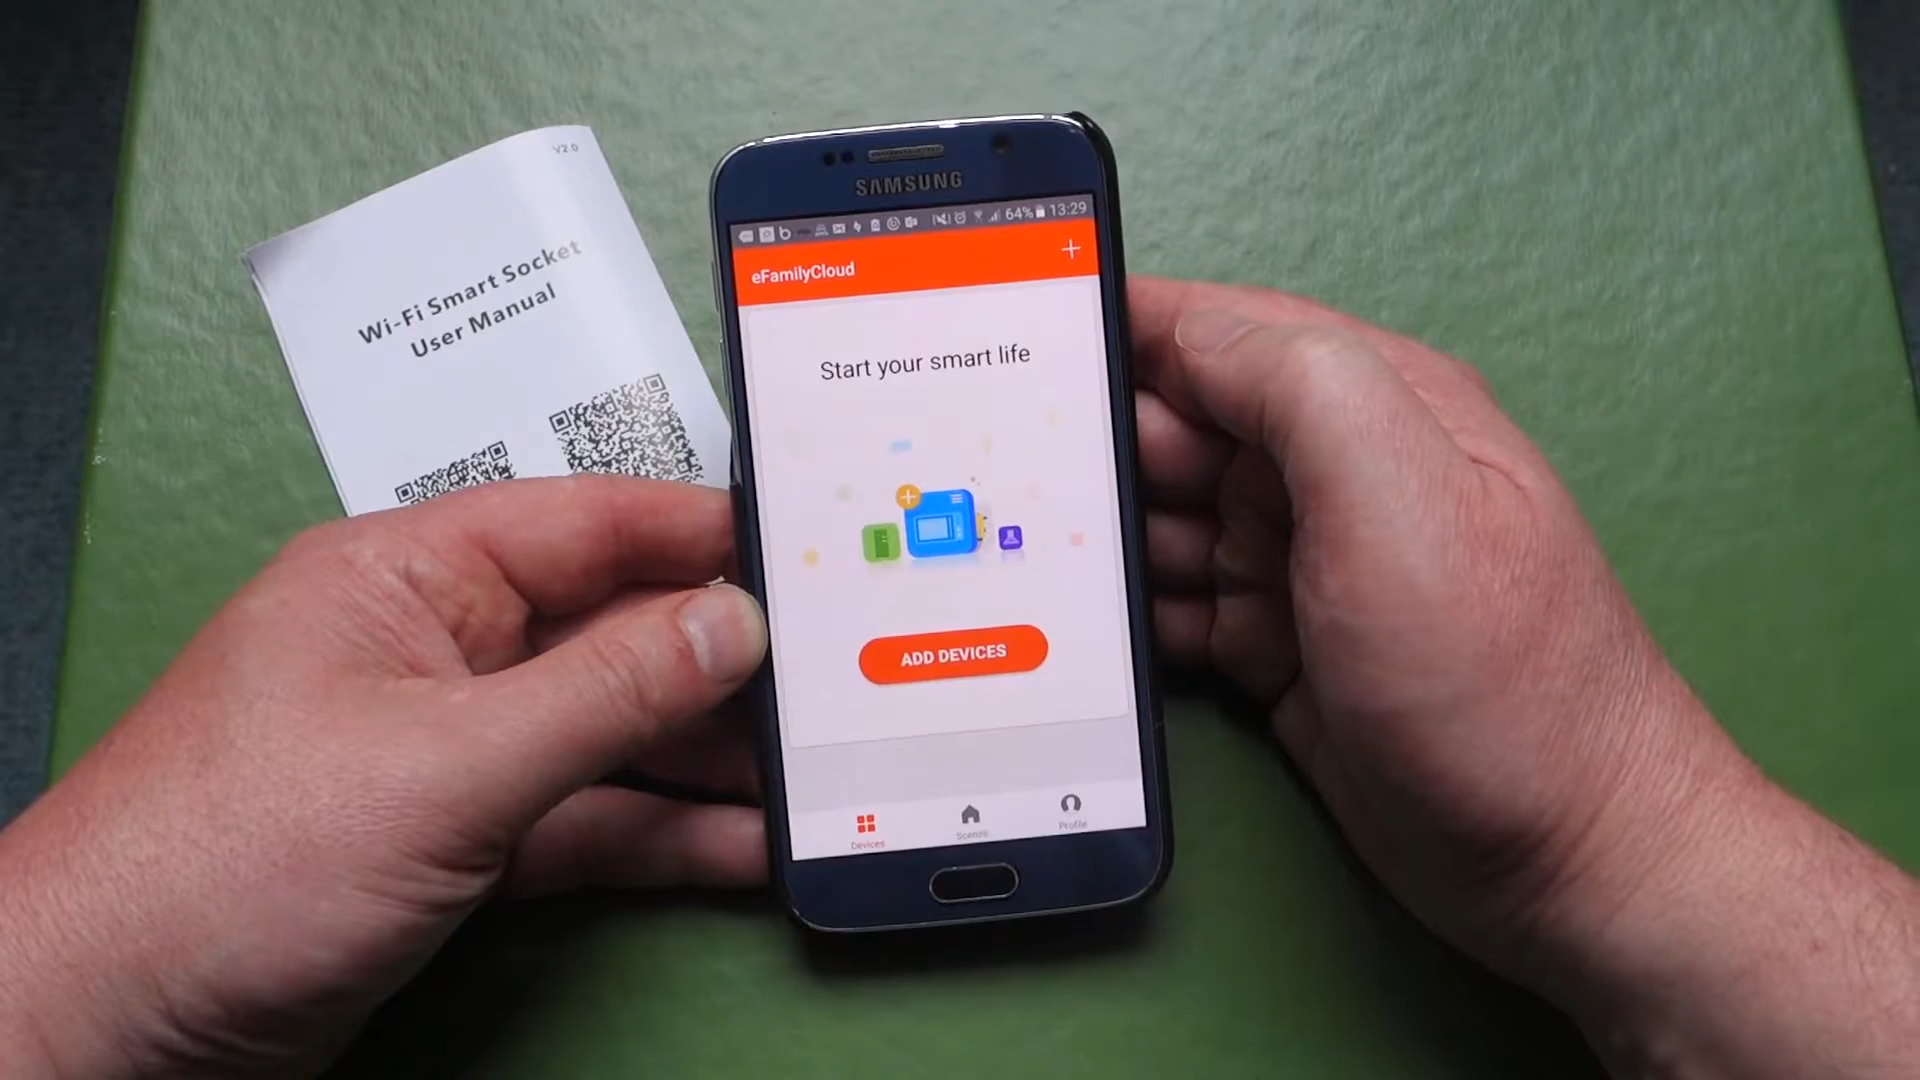 V2.0
Wi-Fi Smart Socket
User Manual
SAMSUNG
64% 13:29
eFamilyCloud
Start your smart life
ADD DEVICES
Devices
Scenes
Profile